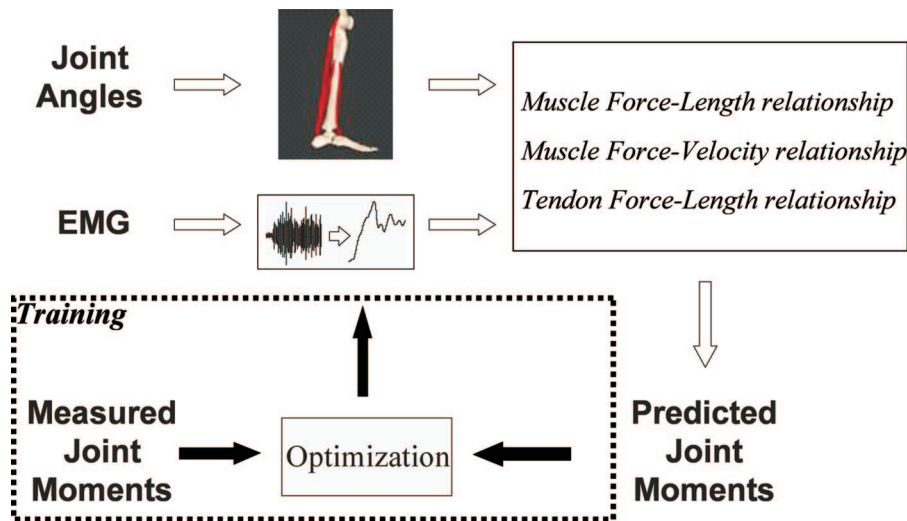 Joint
Angles
Muscle Force-Length relationship
Muscle Force-Velocity relationship
Tendon Force-Length relationship
EMG
Training
Measured
Joint
Moments
Optimization
Predicted
Joint
Moments